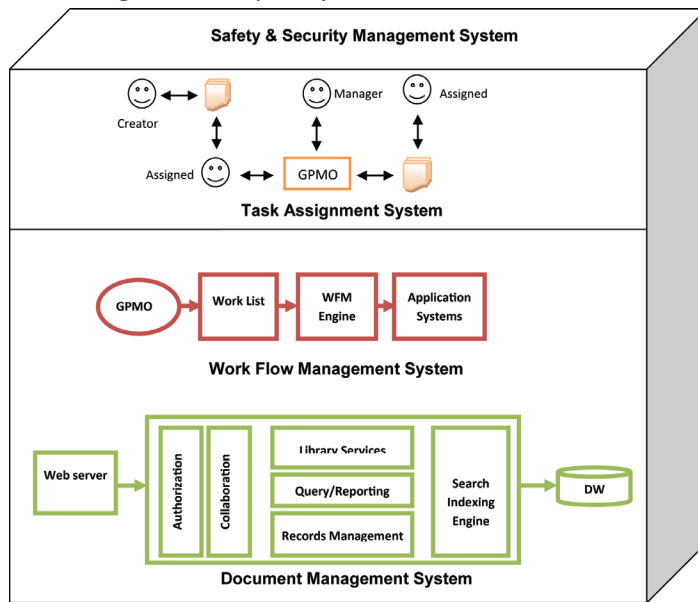 Safety & Security Management System
Manager
Assigned
Creator
Assigned
GPMO
Task Assignment System
GPMO
Work List
WFM
Engine
Application
Systems
Work Flow Management System
Web server
Authorization
Collaboration
Library Services
Query/Reporting
Records Management
Search
Indexing
Engine
DW
Document Management System